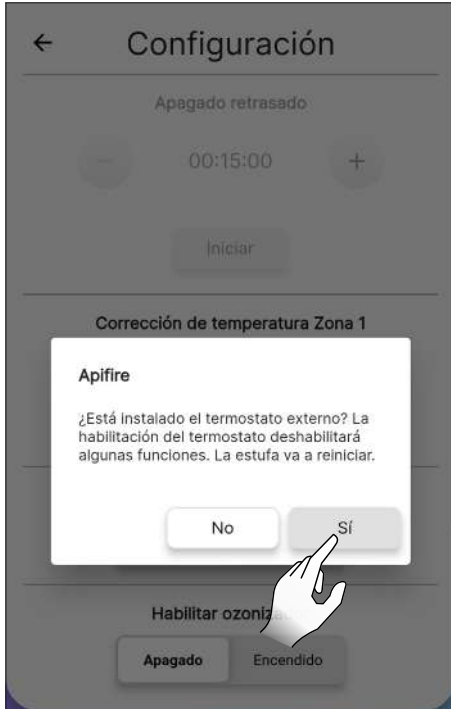 Configuración
Apagado retrasado
00:15:00
Iniciar
Corrección de temperatura Zona 1
Apifire
¿Está instalado el termostato externo? La
habilitación del termostato deshabilitará
algunas funciones. La estufa va a reiniciar.
No
Sí
Habilitar
Apagado
Encendido